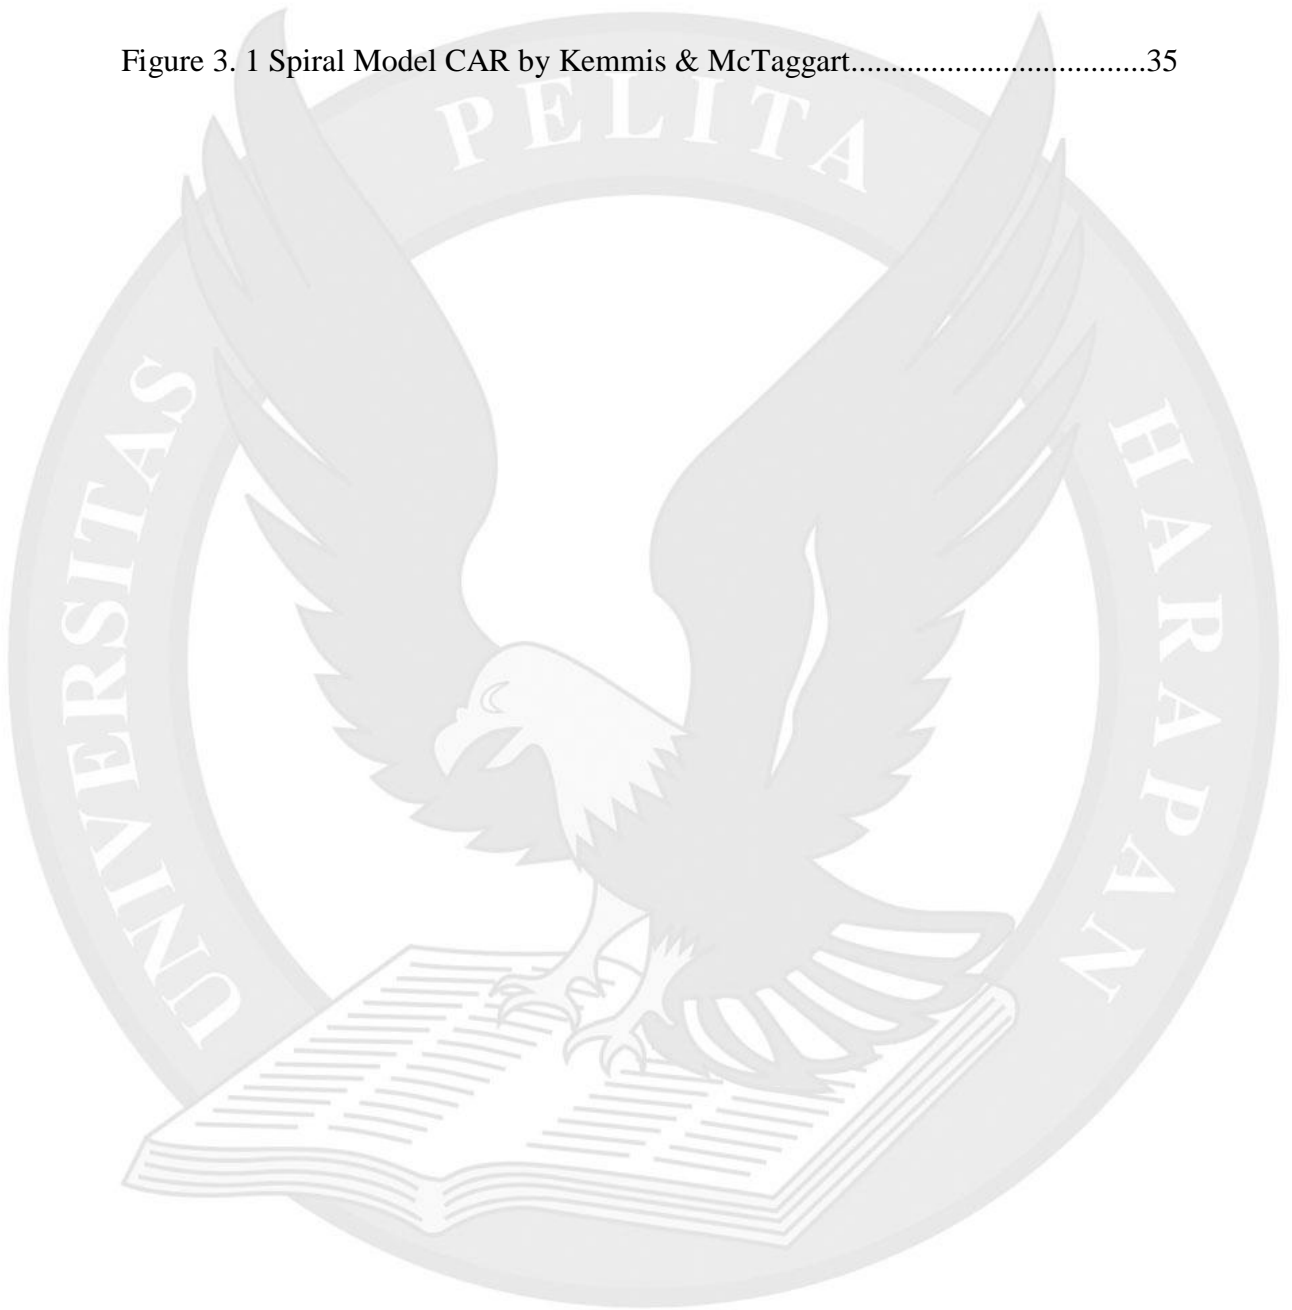 Figure 3. 1 Spiral Model CAR by Kemmis & McTaggart...............................35
UNIVERSITAS
PELITA
HARAPAN